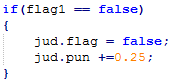 if(flag1 == false)
{
    jud.flag = false;
    jud.pun +=0.25;
}